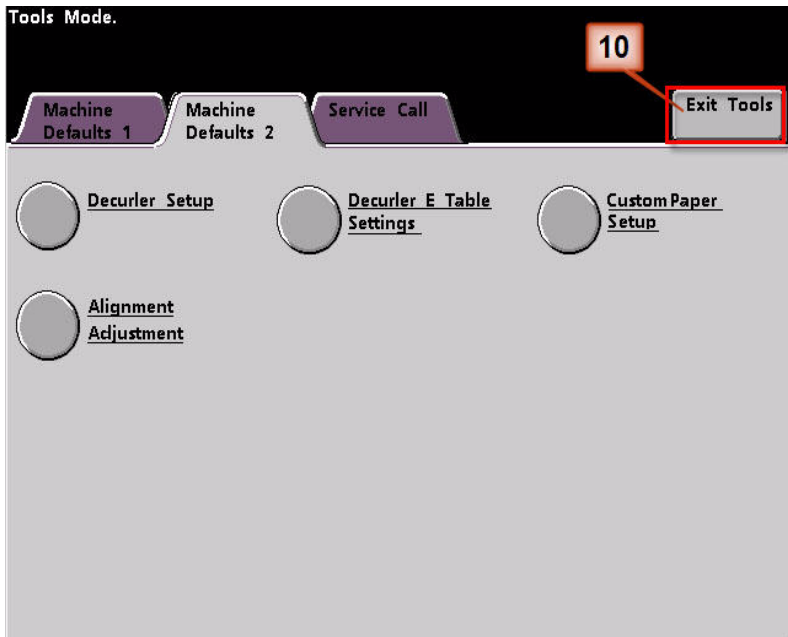 Tools Mode.
10
Machine
Defaults 1
Machine
Defaults 2
Service Call
Exit Tools
Decurler Setup
Decurler E Table
Settings
Custom Paper
Setup
Alignment
Adjustment